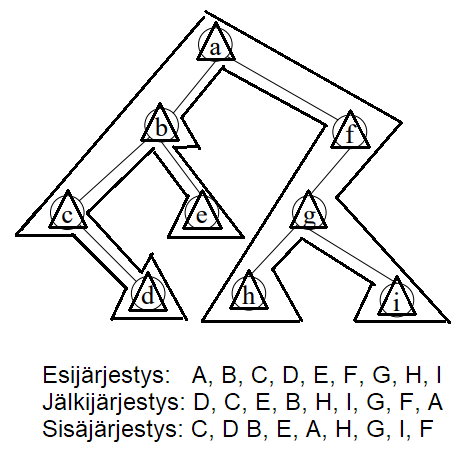 a
b
f
c
e
g
d
h
i
Esijärjestys: A, B, C, D, E, F, G, H, I
Jälkijärjestys: D, C, E, B, H, I, G, F, A
Sisäjärjestys: C, D B, E, A, H, G, I, F